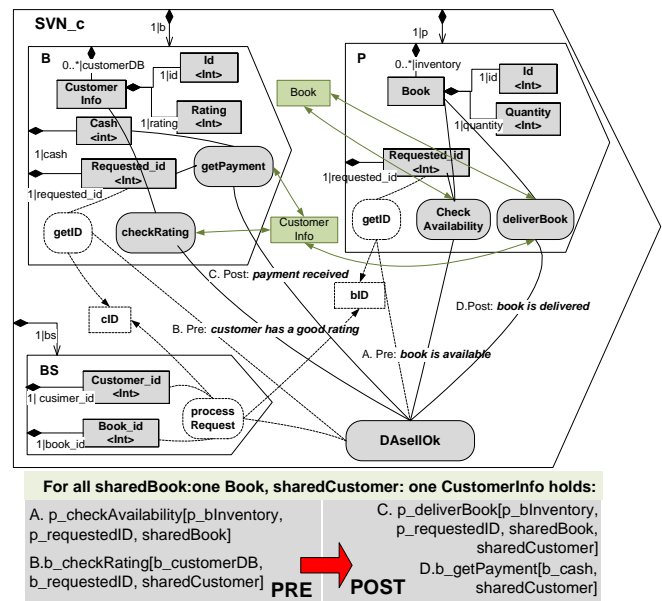 SVN_c
1|b
1|p
B
0..*|customerDB
Id
<Int>
1|id
Customer
Info
Rating
<Int>
1|rating
Cash
<int>
1|cash
Requested_id
<Int>
1|requested_id
getPayment
getID
checkRating
P
0..*|inventory
Id
<Int>
1|id
Book
Quantity
<Int>
1|quantity
Requested_id
<Int>
1|requested_id
getID
Check
Availability
deliverBook
Book
Customer
Info
C. Post: payment received
bID
D.Post: book is delivered
cID
B. Pre: customer has a good rating
A. Pre: book is available
1|bs
BS
Customer_id
<Int>
1| cusimer_id
process
Request
Book_id
<Int>
1|book_id
DAsellOk
For all sharedBook:one Book, sharedCustomer: one CustomerInfo holds:
A. p_checkAvailability[p_bInventory,
p_requestedID, sharedBook]
B.b_checkRating[b_customerDB,
b_requestedID, sharedCustomer]
PRE
POST
C. p_deliverBook[p_bInventory,
p_requestedID, sharedBook,
sharedCustomer]
D.b_getPayment[b_cash,
sharedCustomer]